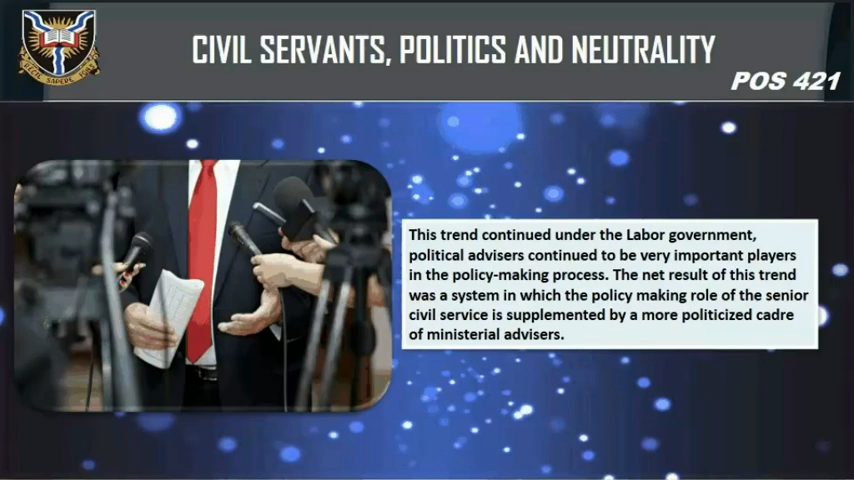 CIVIL SERVANTS, POLITICS AND NEUTRALITY
POS 421
This trend continued under the Labor government,
political advisers continued to be very important players
in the policy-making process. The net result of this trend
was a system in which the policy making role of the senior
civil service is supplemented by a more politicized cadre
of ministerial advisers.